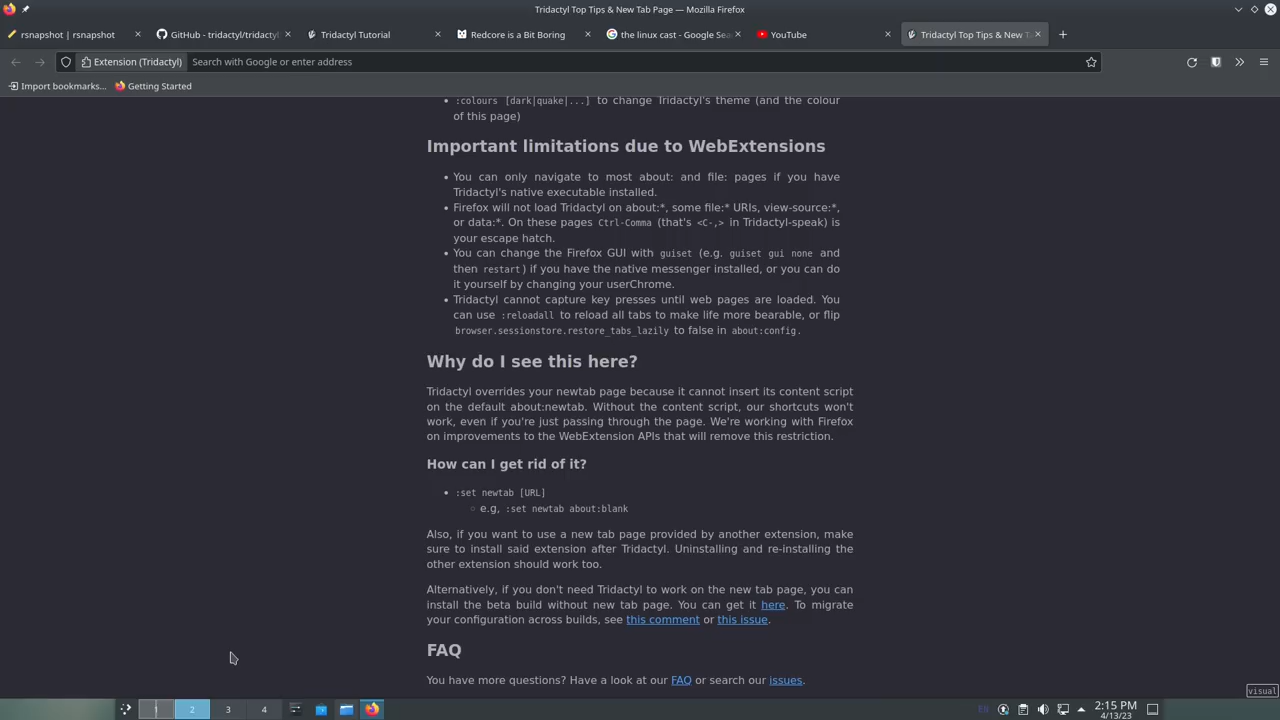 Tridactyl Top Tips & New Tab Page — Mozilla Firefox
rsnapshot | rsnapshot
GitHub - tridactyl/tridactyl
Tridactyl Tutorial
Redcore is a Bit Boring
the linux cast - Google Sea
YouTube
Tridactyl Top Tips & New T
Extension (Tridactyl)
Search with Google or enter address
Import bookmarks...
Getting Started
:colours [dark|quake|...] to change Tridactyl's theme (and the colour
of this page)
Important limitations due to WebExtensions
You can only navigate to most about: and file: pages if you have
Tridactyl's native executable installed.
Firefox will not load Tridactyl on about:*, some file:* URIs, view-source:*,
or data:*. On these pages Ctrl-Comma (that's <C-,> in Tridactyl-speak) is
your escape hatch.
You can change the Firefox GUI with guiset (e.g. guiset gui none and
then restart) if you have the native messenger installed, or you can do
it yourself by changing your userChrome.
Tridactyl cannot capture key presses until web pages are loaded. You
can use :reloadall to reload all tabs to make life more bearable, or flip
browser.sessionstore.restore_tabs_lazily to false in about:config.
Why do I see this here?
Tridactyl overrides your newtab page because it cannot insert its content script
on the default about:newtab. Without the content script, our shortcuts won't
work, even if you're just passing through the page. We're working with Firefox
on improvements to the WebExtension APIs that will remove this restriction.
How can I get rid of it?
:set newtab [URL]
e.g, :set newtab about:blank
Also, if you want to use a new tab page provided by another extension, make
sure to install said extension after Tridactyl. Uninstalling and re-installing the
other extension should work too.
Alternatively, if you don't need Tridactyl to work on the new tab page, you can
install the beta build without new tab page. You can get it here. To migrate
your configuration across builds, see this comment or this issue.
FAQ
You have more questions? Have a look at our FAQ or search our issues.
visual
1
2
3
4
EN
2:15 PM
4/13/23